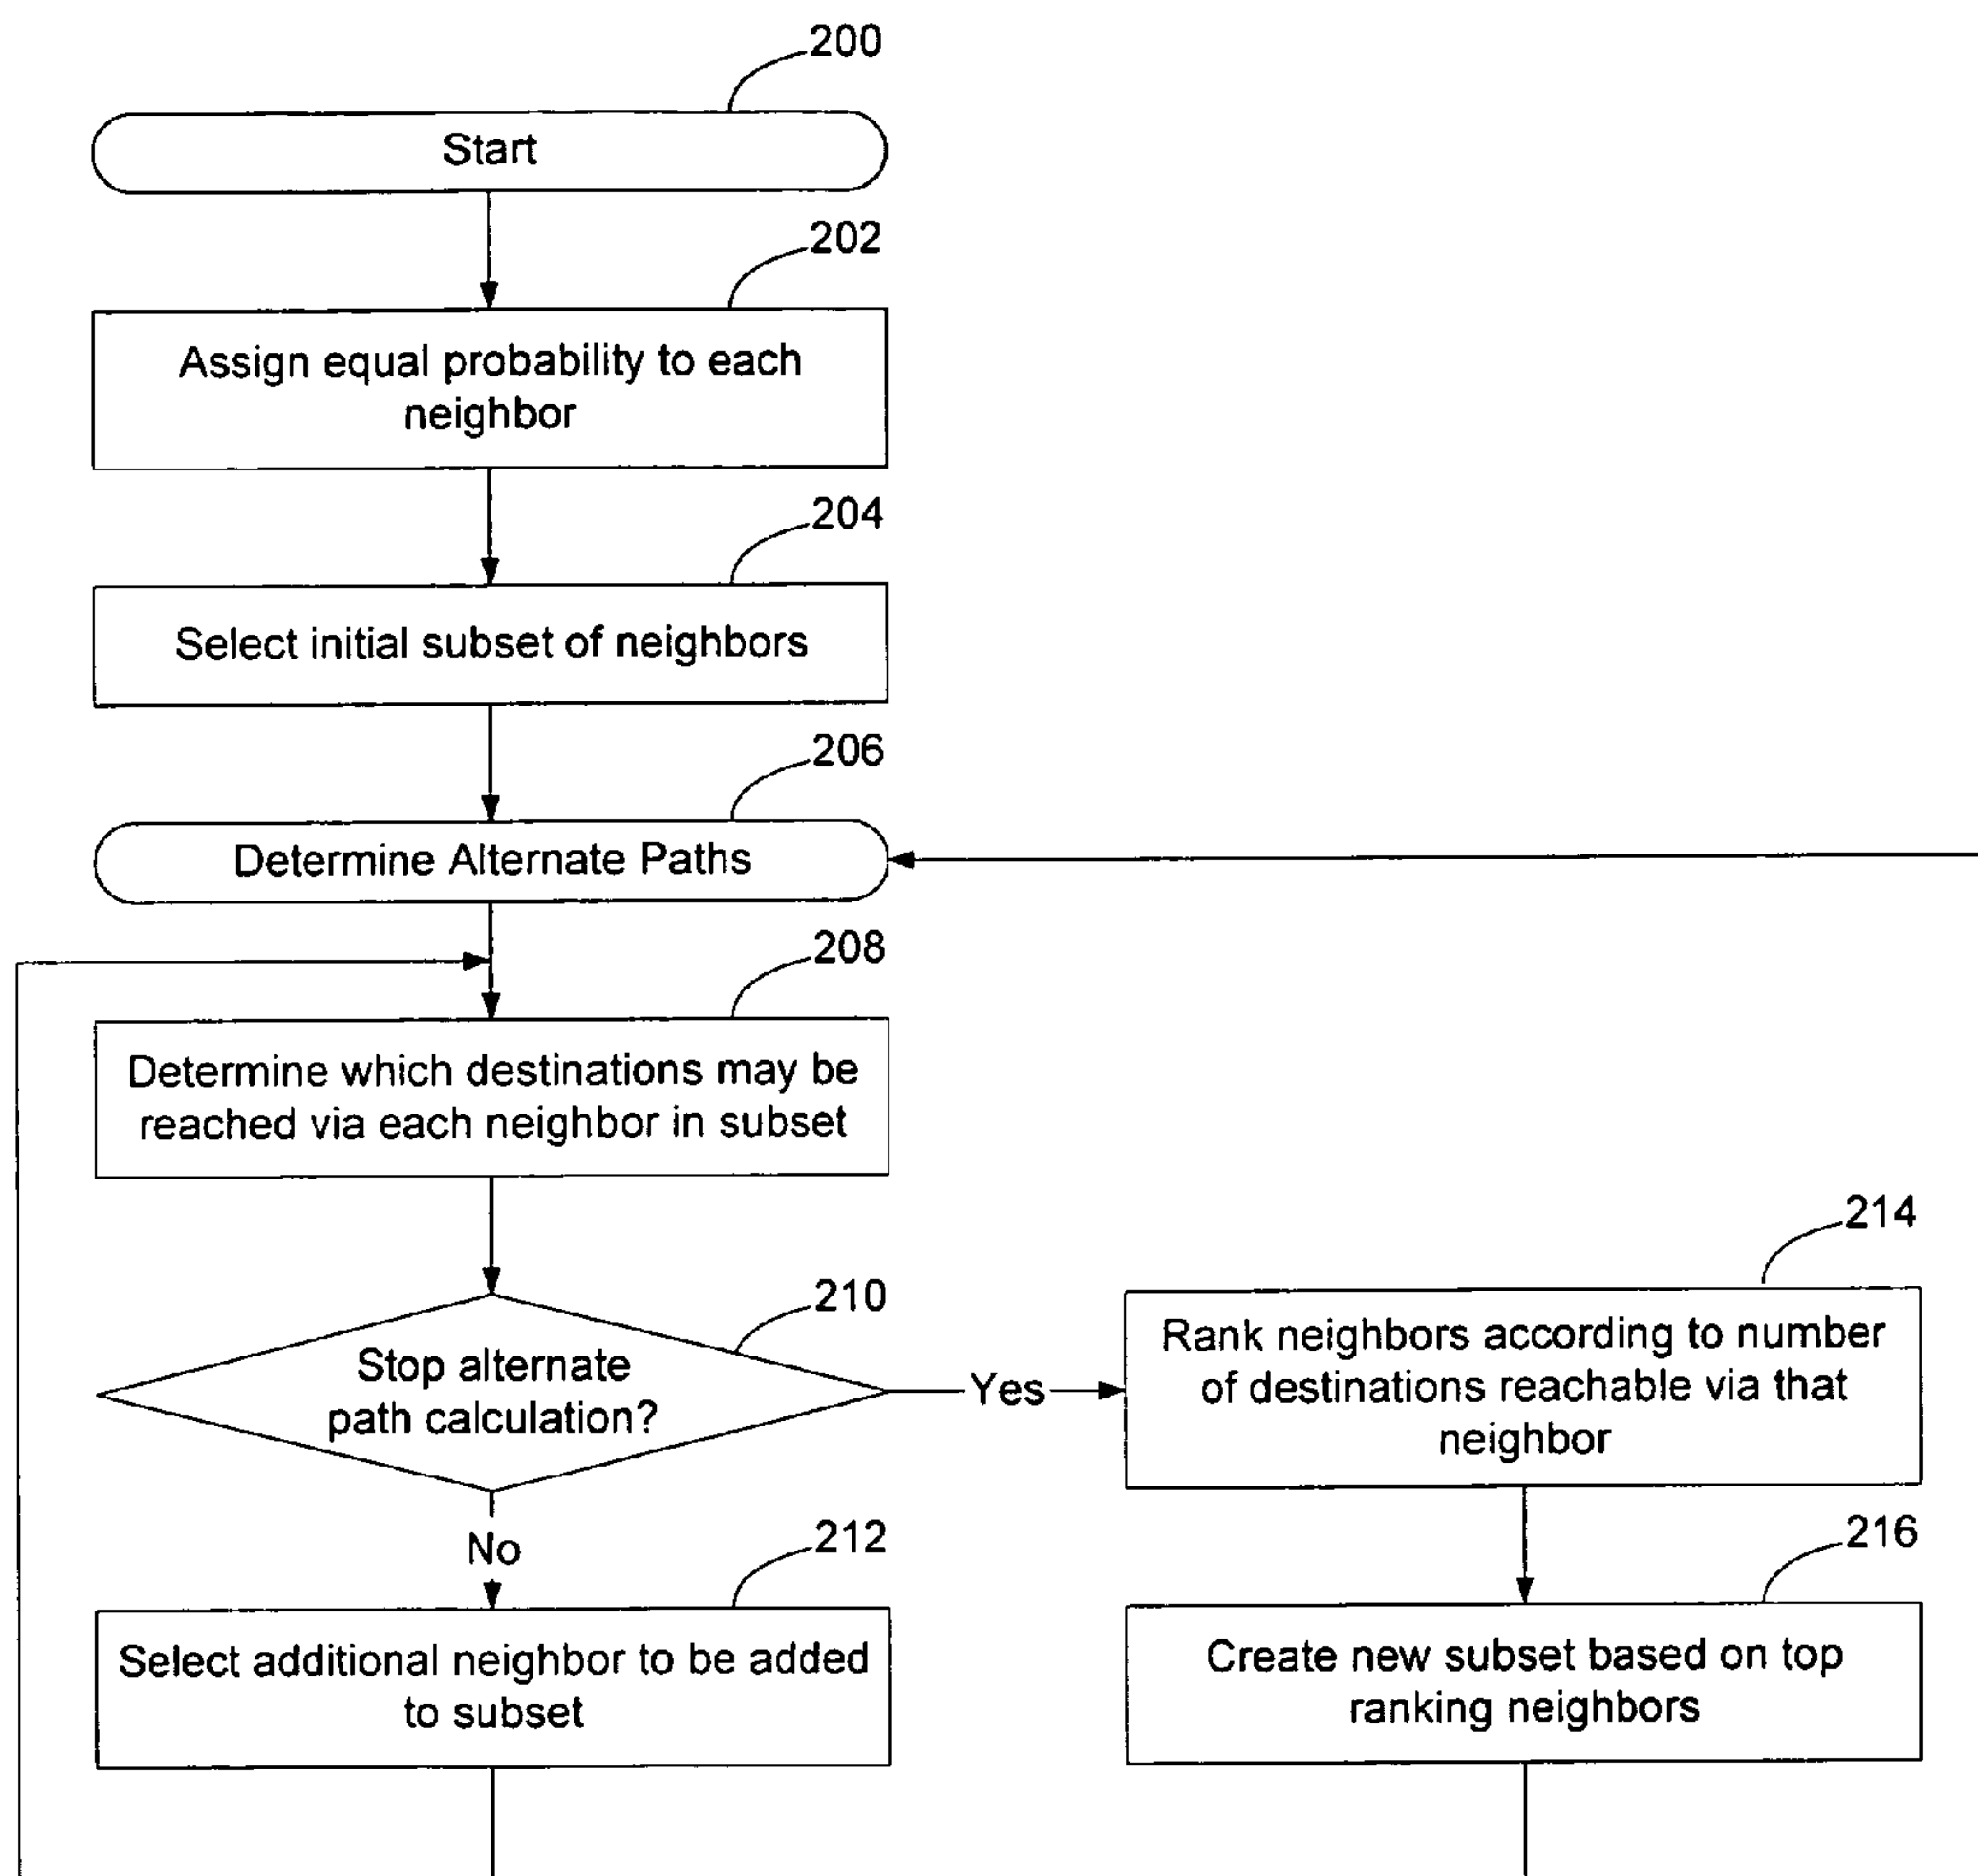 200
Start
202
Assign equal probability to each
neighbor
204
Select initial subset of neighbors
206
Determine Alternate Paths
208
Determine which destinations may be
reached via each neighbor in subset
210
Stop alternate
path calculation?
Yes
214
Rank neighbors according to number
of destinations reachable via that
neighbor
No
212
Select additional neighbor to be added
to subset
216
Create new subset based on top
ranking neighbors